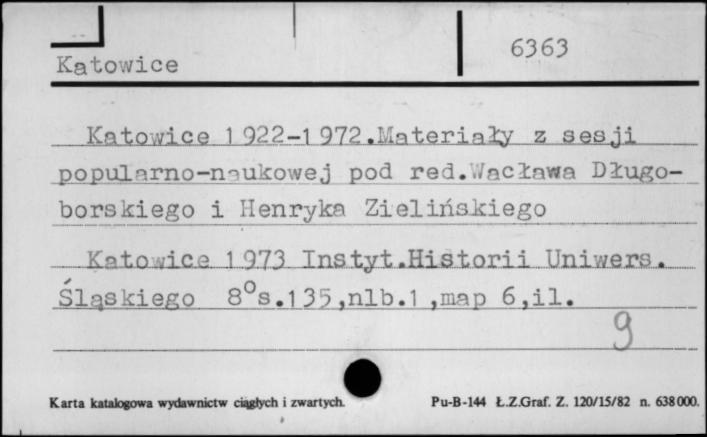 6363
Katowice
Katowice 1922-1972.Materiały z sesji
popularno-naukowej pod red.Wacława Długo-
borskiego i Henryka Zielińskiego
Katowice 1973 Instyt.Historii Uniwers.
Śląskiego 8°s.135,nlb.1,map 6,il.
9
Karta katalogowa wydawnictw ciągłych i zwartych.
Pu-B-144 Ł.Z.Graf. Z. 120/15/82 n. 638000.